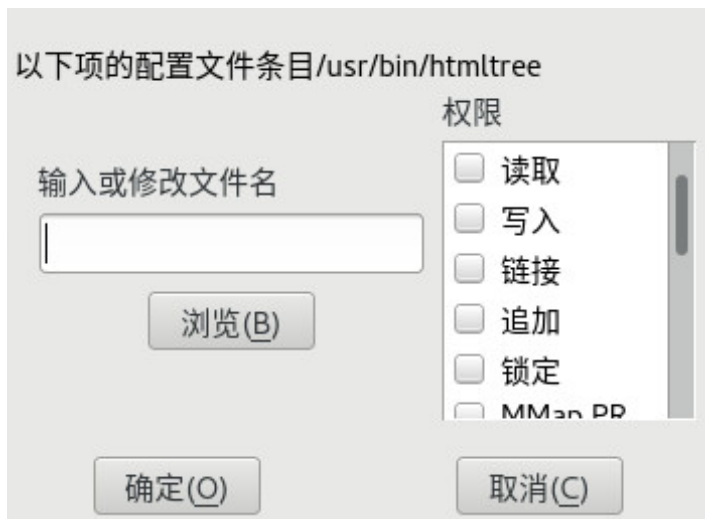 以下项的配置文件条目/usr/bin/htmltree
权限
输入或修改文件名
读取
写入
链接
追加
锁定
MMap PR
浏览(B)
确定(O)
取消(C)